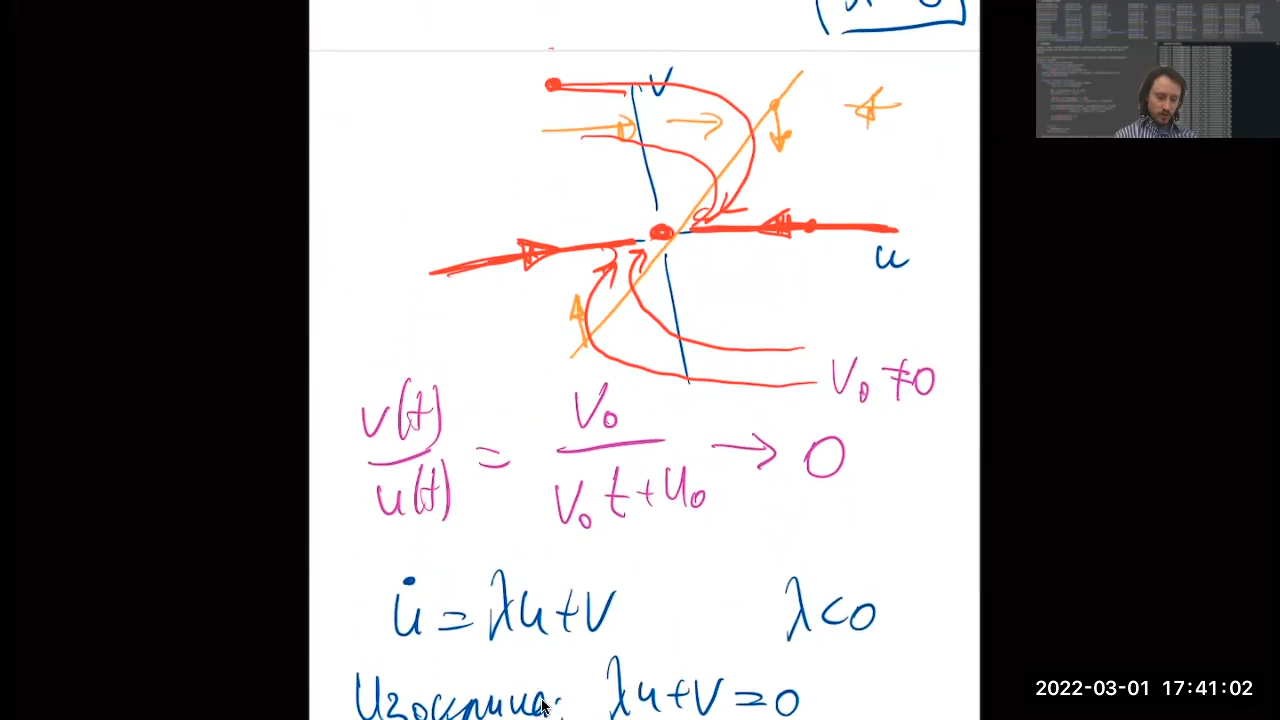 V
u
V₀ ≠ 0
v(t)/u(t) = V₀/(V₀t + u₀) → 0
u̇ = λu + v λ < 0
Изоклина: λu + v = 0
2022-03-01 17:41:02